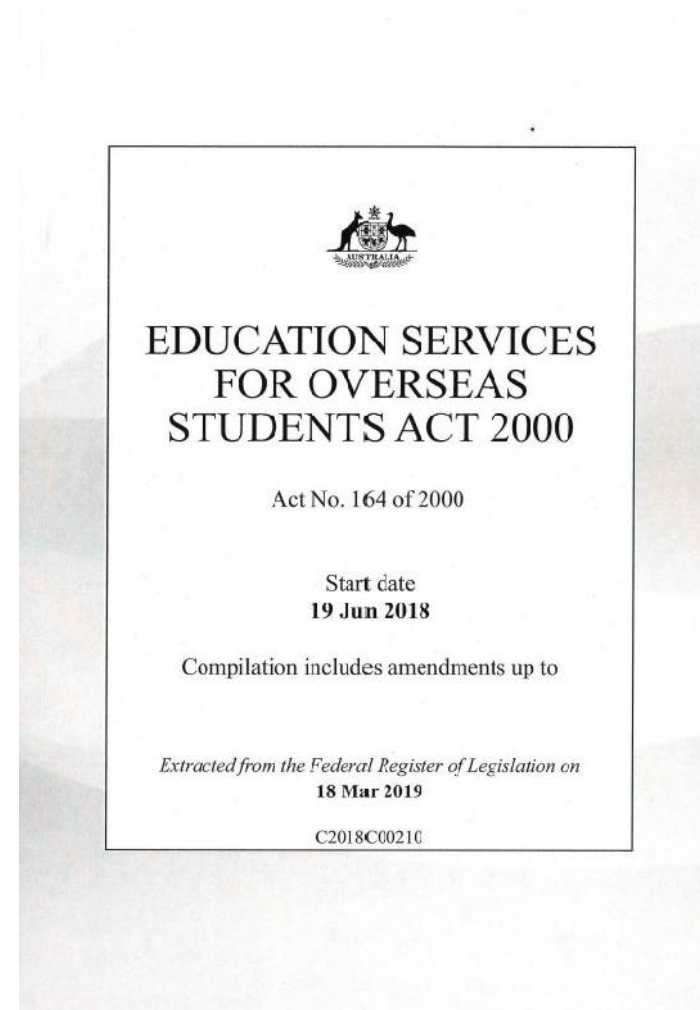 AUSTRALIA
EDUCATION SERVICES
FOR OVERSEAS
STUDENTS ACT 2000
Act No. 164 of 2000
Start date
19 Jun 2018
Compilation includes amendments up to
Extracted from the Federal Register of Legislation on
18 Mar 2019
C2018C00210